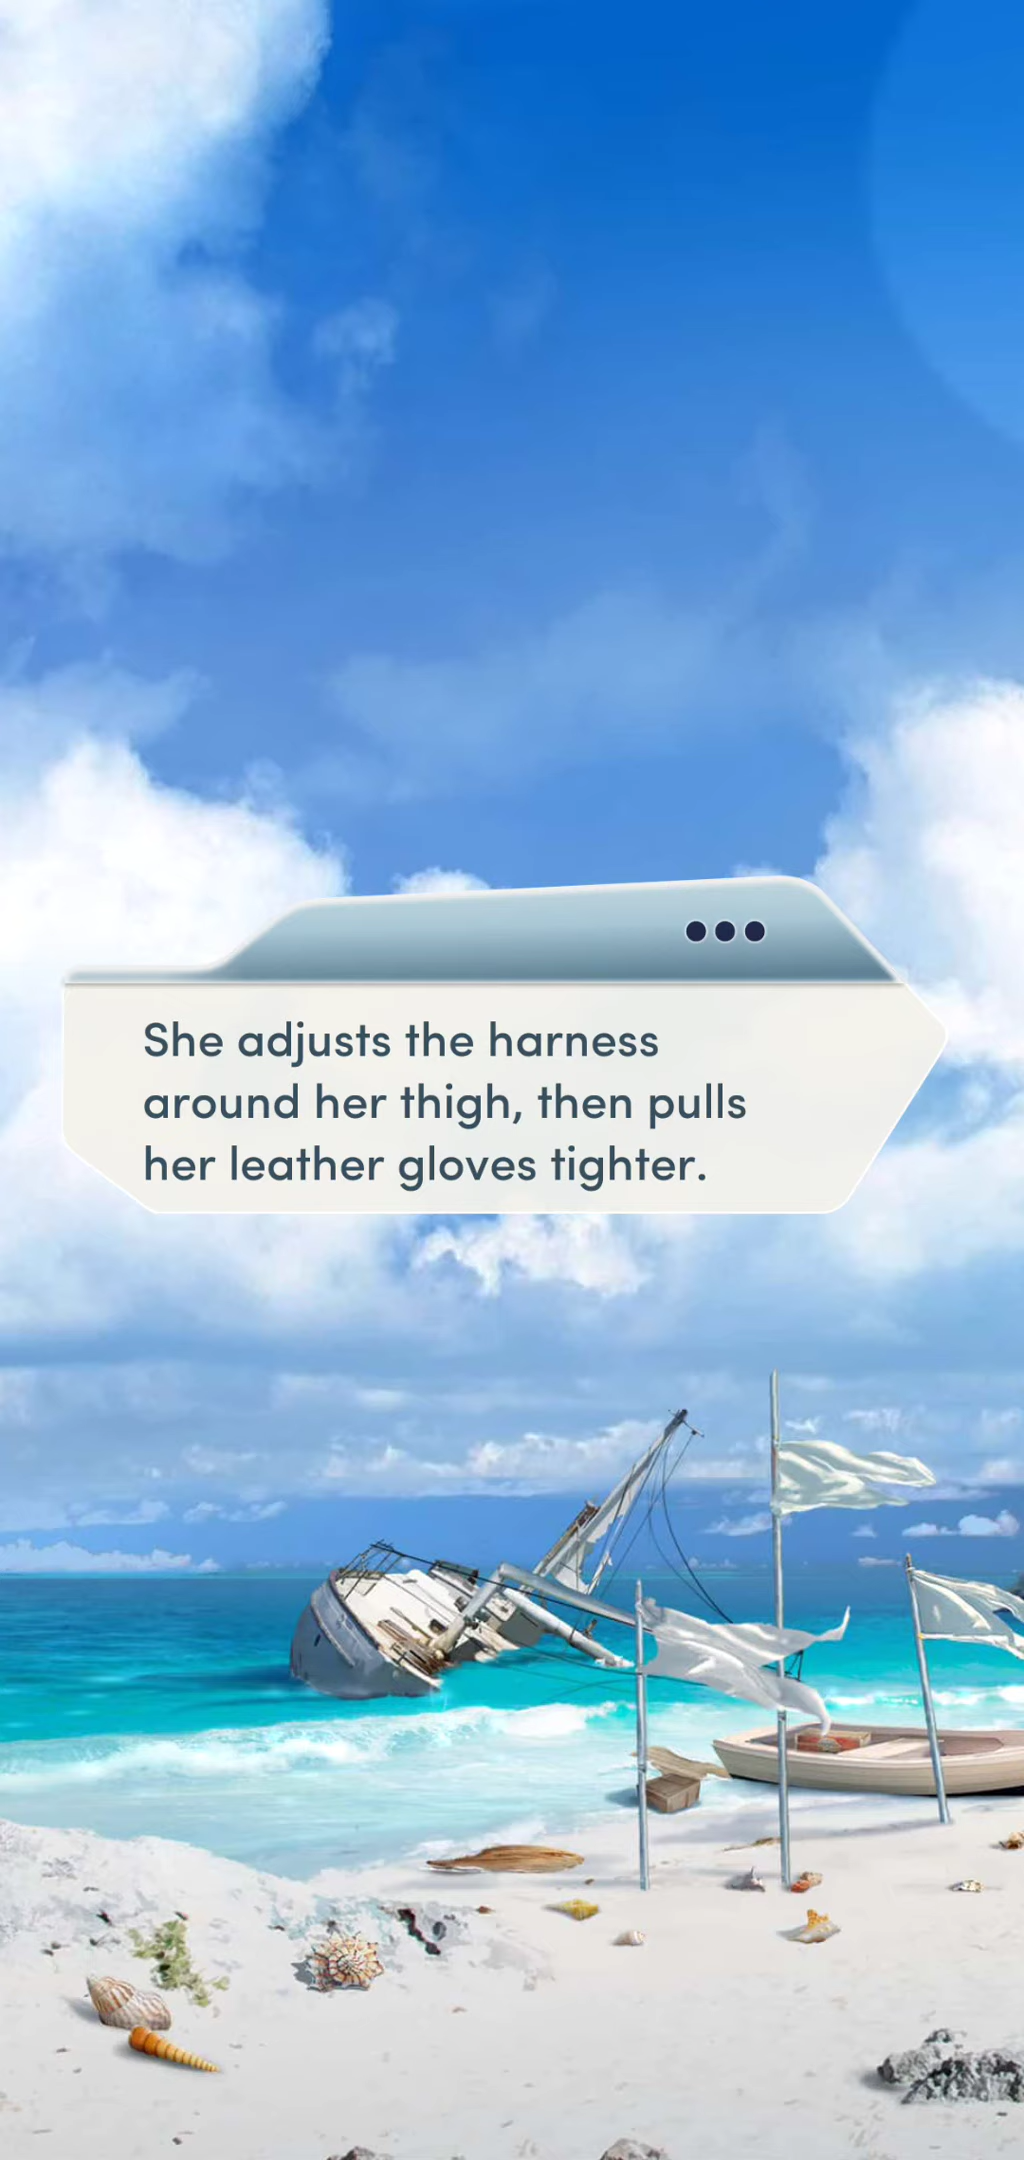 She adjusts the harness
around her thigh, then pulls
her leather gloves tighter.